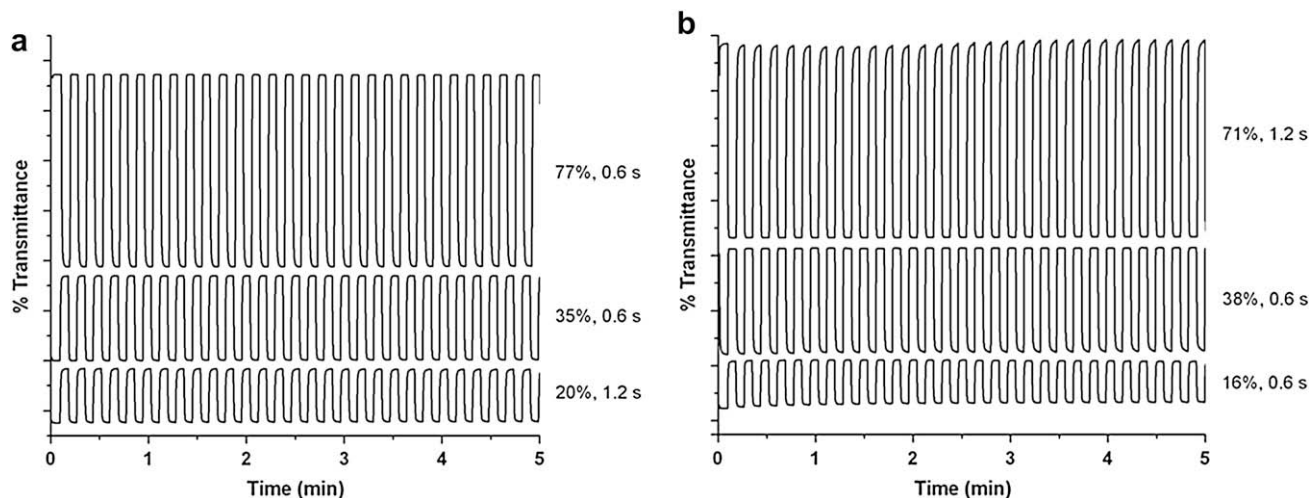 a
% Transmittance
77%, 0.6 s
35%, 0.6 s
20%, 1.2 s
0 1 2 3 4 5
Time (min)
b
% Transmittance
71%, 1.2 s
38%, 0.6 s
16%, 0.6 s
0 1 2 3 4 5
Time (min)